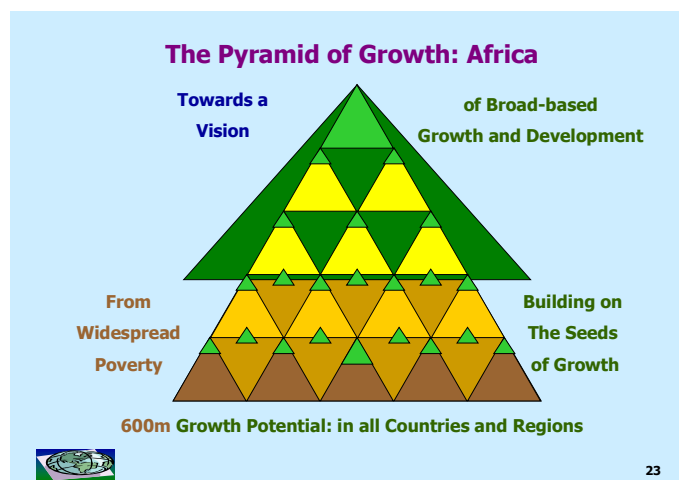 The Pyramid of Growth: Africa
Towards a
Vision
of Broad-based
Growth and Development
From
Widespread
Poverty
Building on
The Seeds
of Growth
600m Growth Potential: in all Countries and Regions
23